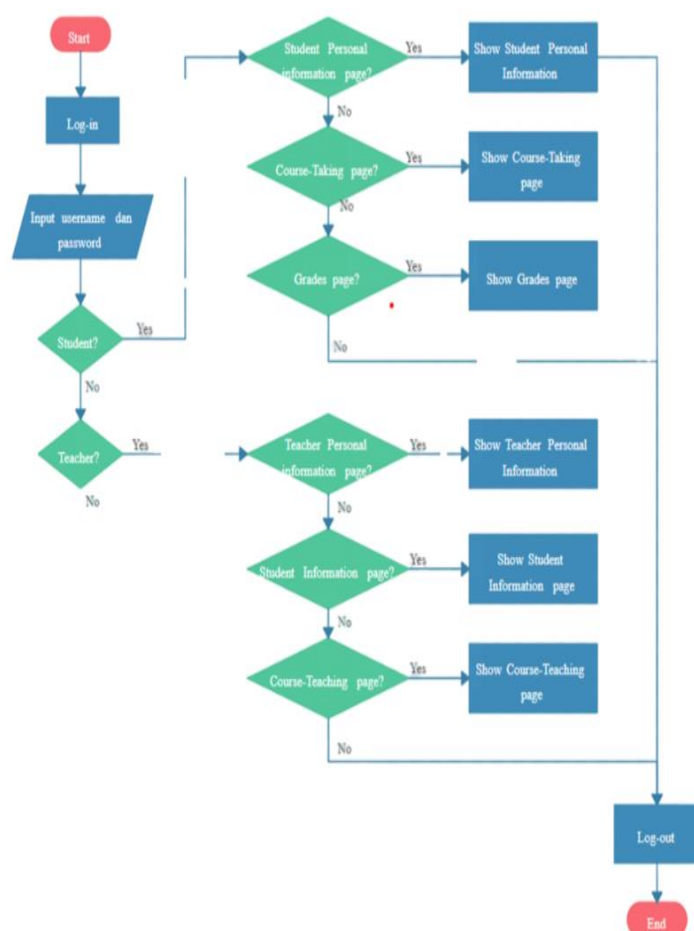 Start
Log-in
Input username dan
password
Student?
Yes
No
Teacher?
Yes
No
Student Personal
information page?
Yes
Show Student Personal
Information
No
Course-Taking page?
Yes
Show Course-Taking
page
No
Grades page?
Yes
Show Grades page
No
Teacher Personal
information page?
Yes
Show Teacher Personal
Information
No
Student Information page?
Yes
Show Student
Information page
No
Course-Teaching page?
Yes
Show Course-Teaching
page
No
Log-out
End